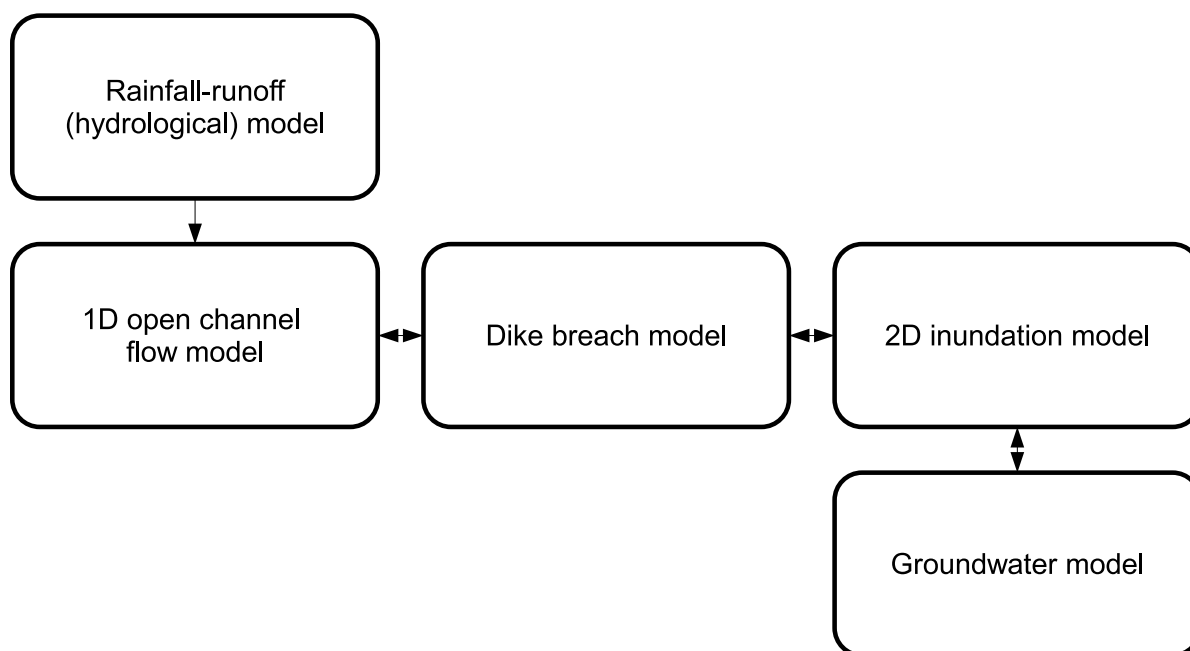 Rainfall-runoff
(hydrological) model
1D open channel
flow model
Dike breach model
2D inundation model
Groundwater model